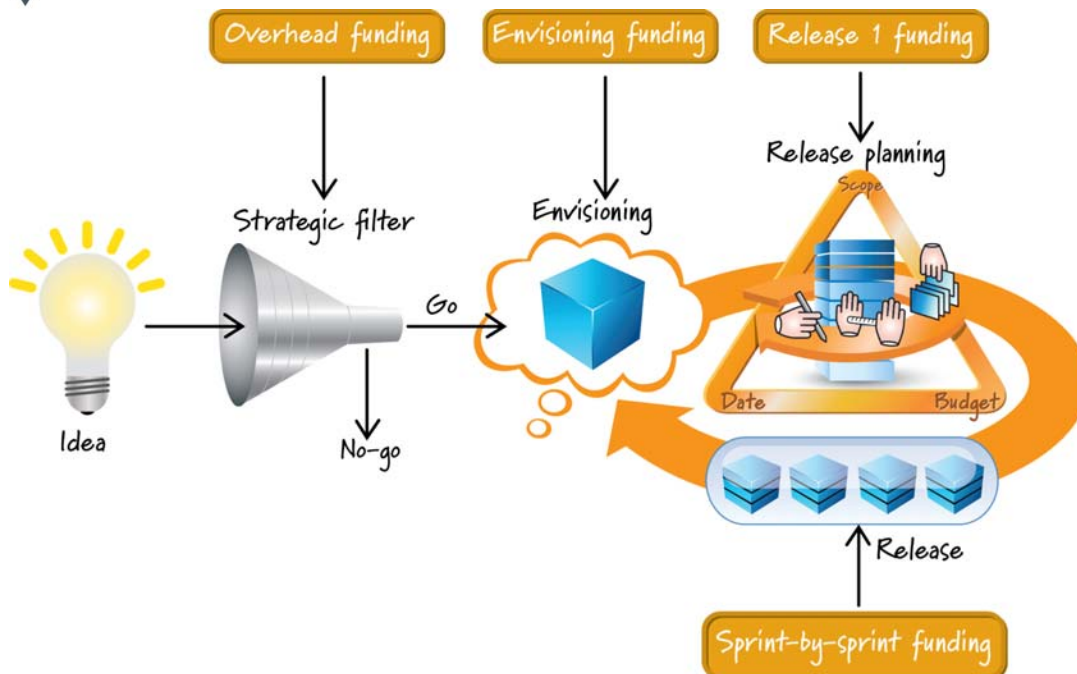 Overhead funding
Envisioning funding
Release 1 funding
Release planning
Scope
Strategic filter
Envisioning
Go
Date
Budget
Idea
No-go
Release
Sprint-by-sprint funding